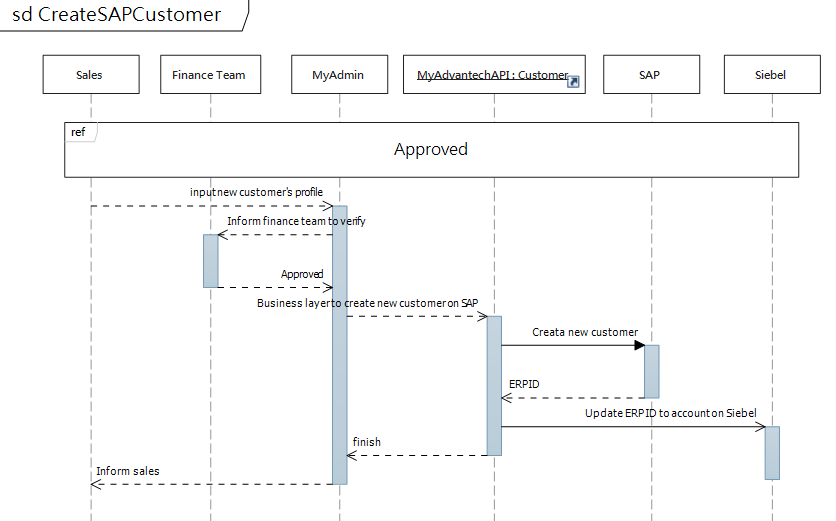 sd CreateSAPCustomer
Sales
Finance Team
MyAdmin
MyAdvantechAPI : Customer
SAP
Siebel
ref
Approved
input new customer's profile
Inform finance team to verify
Approved
Business layer to create new customer on SAP
Creata new customer
ERPID
Update ERPID to account on Siebel
finish
Inform sales